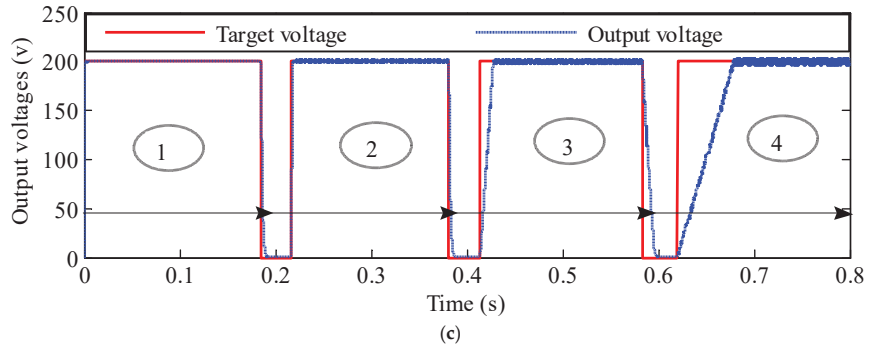 Target voltage Output voltage
Output voltages (v)
250
200
150
100
50
0
1 2 3 4
0 0.1 0.2 0.3 0.4 0.5 0.6 0.7 0.8
Time (s)
(c)